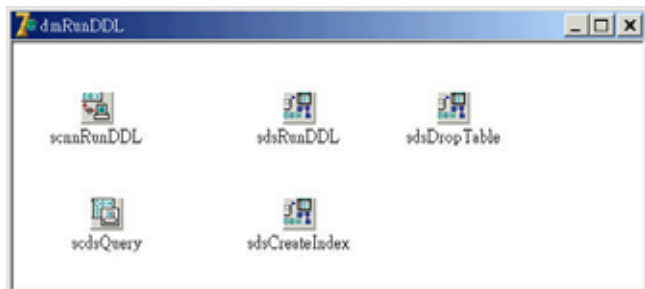 dmRunDDL
scnnRunDDL sdsRunDDL sdsDropTable
scdsQuery sdsCreateIndex